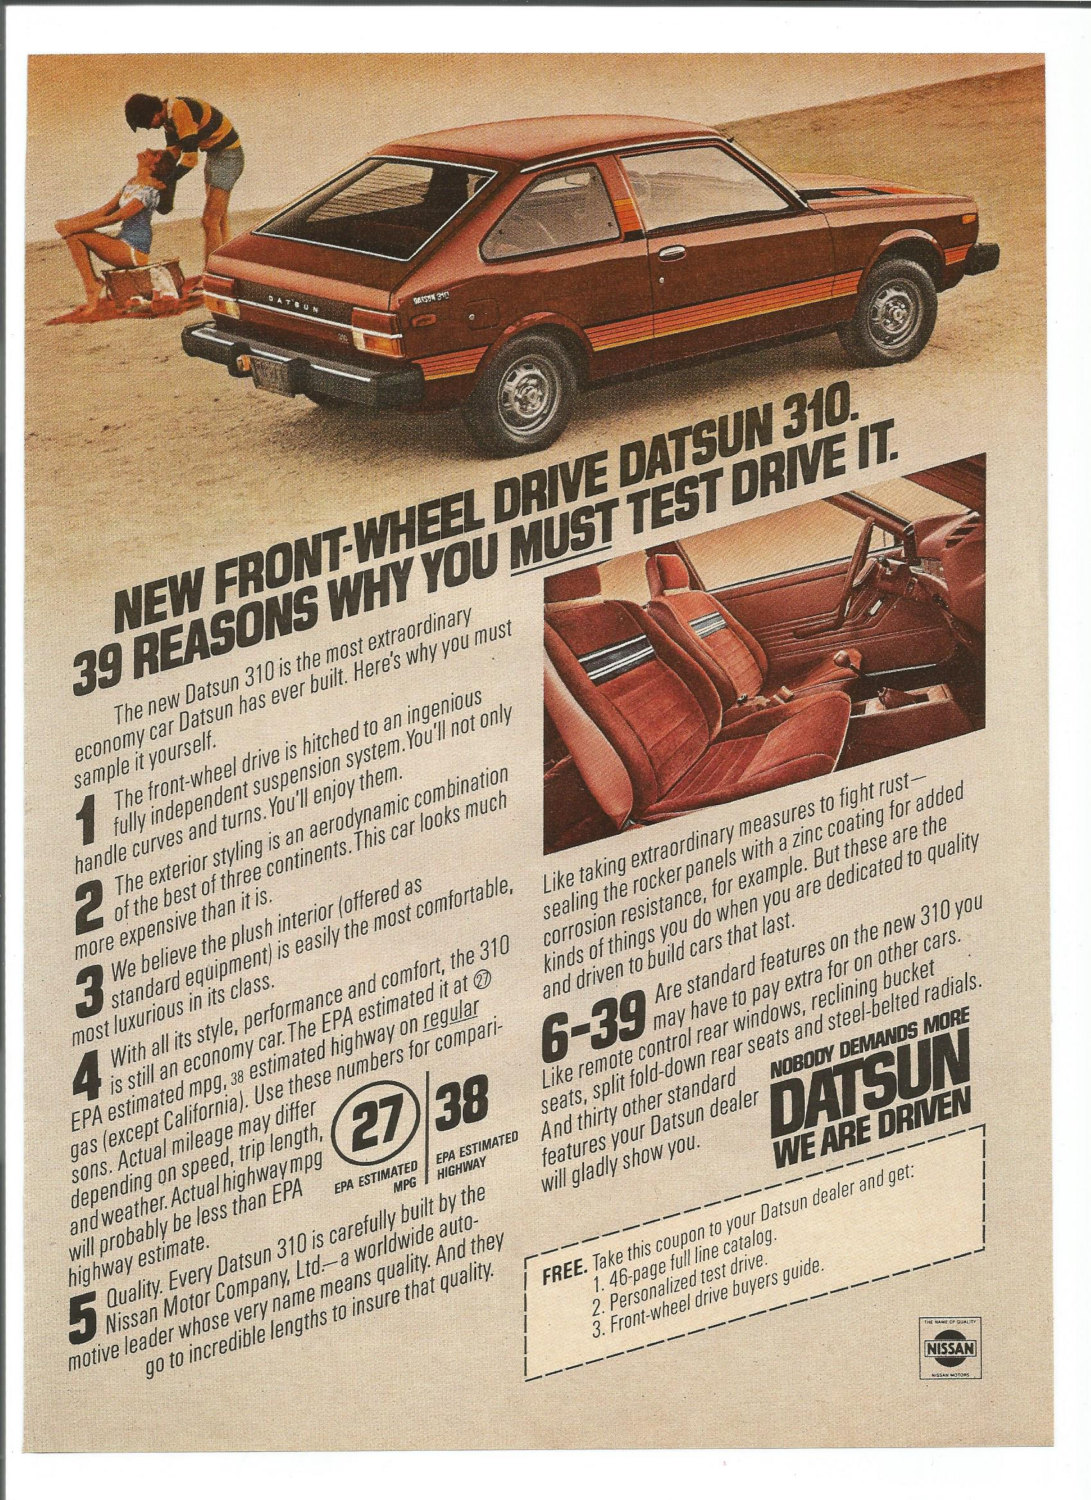 DATSUN
DATSUN 310
NEW FRONT-WHEEL DRIVE DATSUN 310.
39 REASONS WHY YOU MUST TEST DRIVE IT.
The new Datsun 310 is the most extraordinary
economy car Datsun has ever built. Here's why you must
sample it yourself.
1 The front-wheel drive is hitched to an ingenious
fully independent suspension system. You'll not only
handle curves and turns. You'll enjoy them.
2 The exterior styling is an aerodynamic combination
of the best of three continents. This car looks much
more expensive than it is.
3 We believe the plush interior (offered as
standard equipment) is easily the most comfortable,
most luxurious in its class.
4 With all its style, performance and comfort, the 310
is still an economy car. The EPA estimated it at 27
EPA estimated mpg, 38 estimated highway on regular
gas (except California). Use these numbers for compari-
sons. Actual mileage may differ
depending on speed, trip length,
and weather. Actual highway mpg
will probably be less than EPA
highway estimate.
27
EPA ESTIMATED
MPG
38
EPA ESTIMATED
HIGHWAY
5 Quality. Every Datsun 310 is carefully built by the
Nissan Motor Company, Ltd.—a worldwide auto-
motive leader whose very name means quality. And they
go to incredible lengths to insure that quality.
Like taking extraordinary measures to fight rust—
sealing the rocker panels with a zinc coating for added
corrosion resistance, for example. But these are the
kinds of things you do when you are dedicated to quality
and driven to build cars that last.
6-39 Are standard features on the new 310 you
may have to pay extra for on other cars.
Like remote control rear windows, reclining bucket
seats, split fold-down rear seats and steel-belted radials.
And thirty other standard
features your Datsun dealer
will gladly show you.
NOBODY DEMANDS MORE
DATSUN
WE ARE DRIVEN
FREE. Take this coupon to your Datsun dealer and get:
1. 46-page full line catalog.
2. Personalized test drive.
3. Front-wheel drive buyers guide.
THE NAME OF QUALITY
NISSAN
NISSAN MOTORS